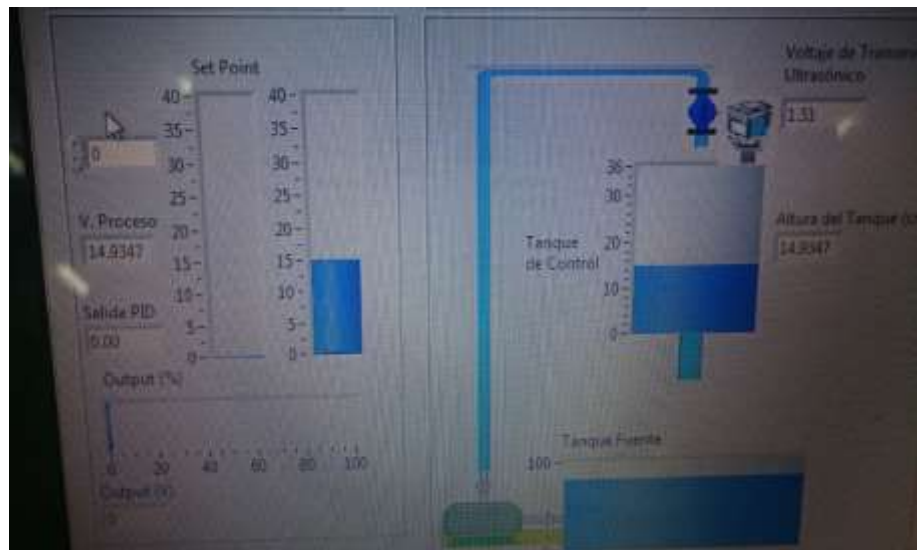 Set Point
40
35
30
25
20
15
10
5
0
40
35
30
25
20
15
10
5
0
0
V. Proceso
14.9347
Salida PID
0.00
Output (%)
0 20 40 60 80 100
Output (V)
0
Voltaje de
Ultrasónico
1.31
36
30
20
10
0
Tanque
de Control
Altura del Tanque
14.9347
Tanque Fuente
100